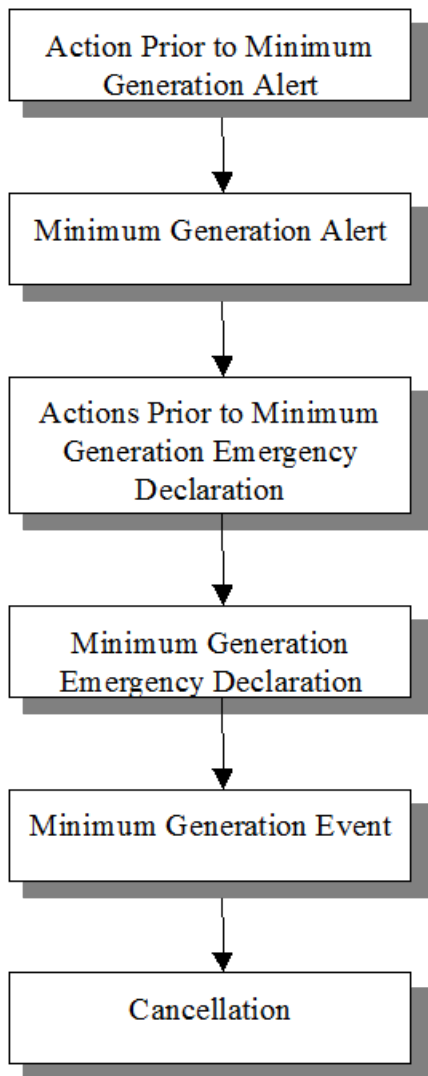 Action Prior to Minimum
Generation Alert
Minimum Generation Alert
Actions Prior to Minimum
Generation Emergency
Declaration
Minimum Generation
Emergency Declaration
Minimum Generation Event
Cancellation